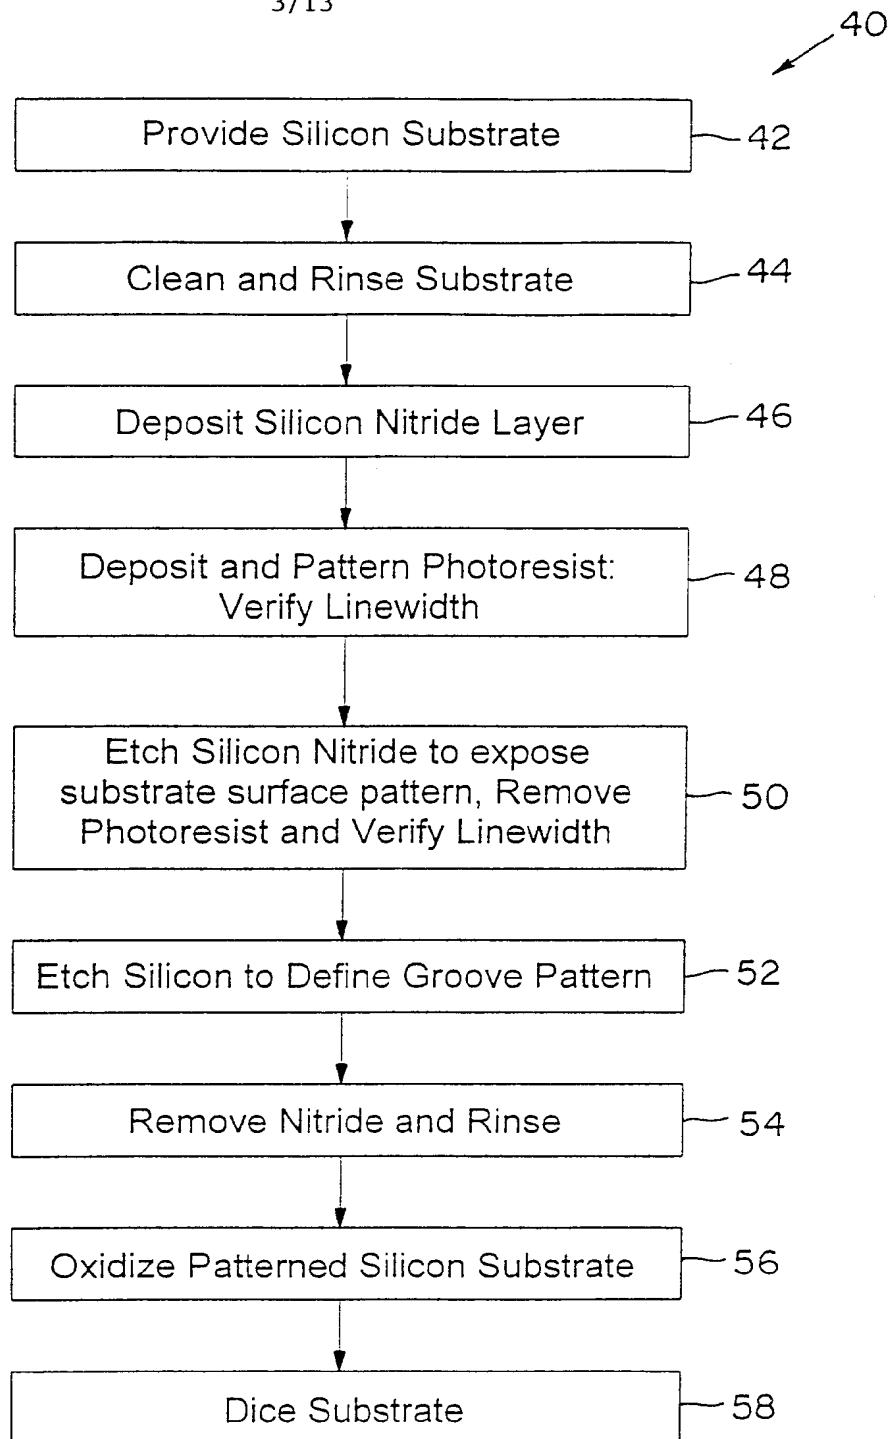 3/13
40
Provide Silicon Substrate
42
Clean and Rinse Substrate
44
Deposit Silicon Nitride Layer
46
Deposit and Pattern Photoresist:
Verify Linewidth
48
Etch Silicon Nitride to expose
substrate surface pattern, Remove
Photoresist and Verify Linewidth
50
Etch Silicon to Define Groove Pattern
52
Remove Nitride and Rinse
54
Oxidize Patterned Silicon Substrate
56
Dice Substrate
58